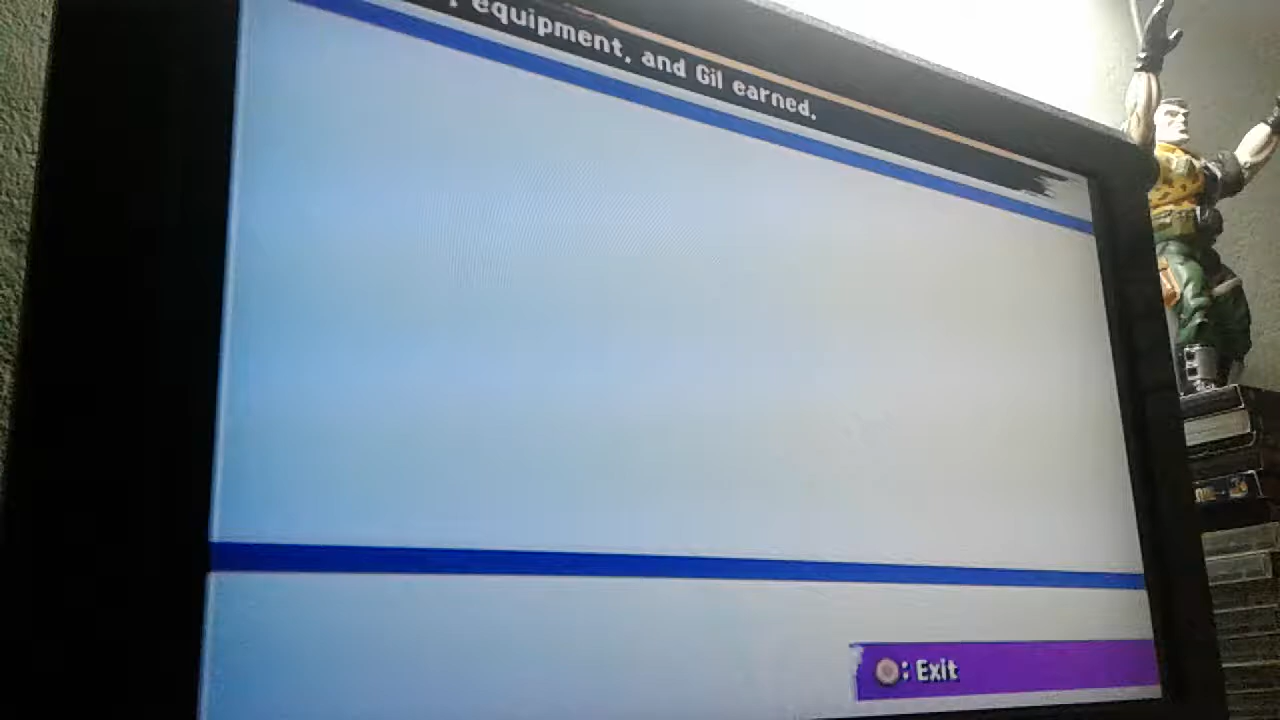 , equipment, and Gil earned.
: Exit